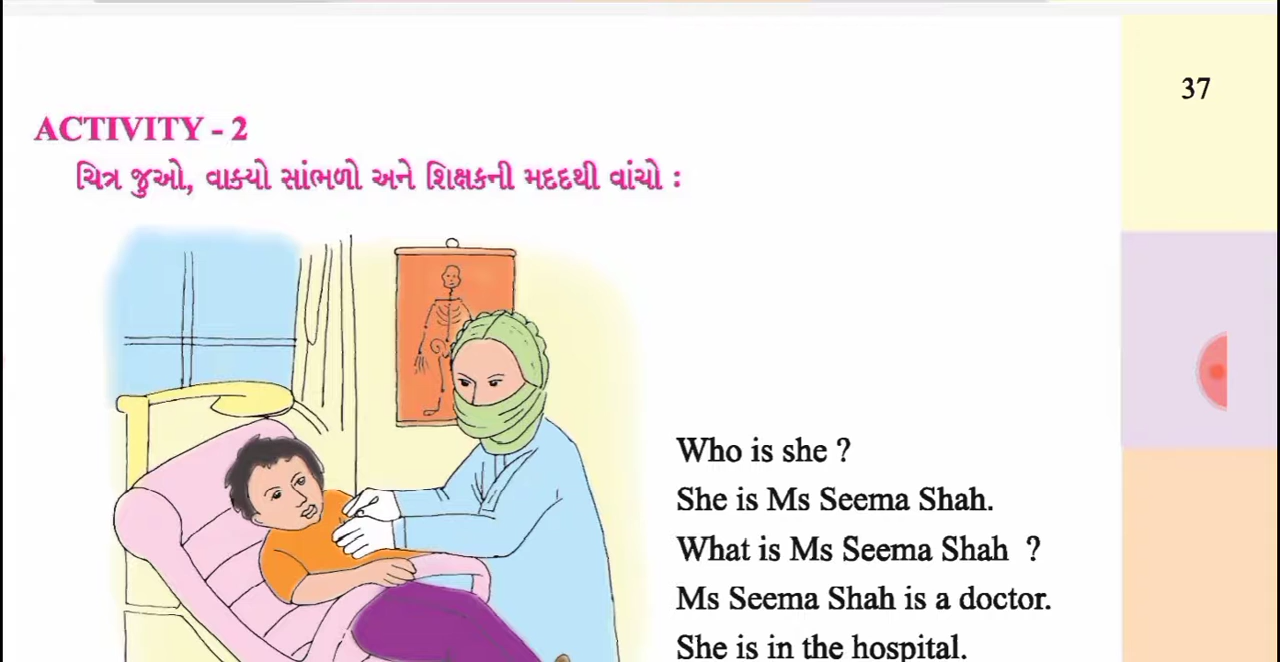 37
ACTIVITY - 2
ચિત્ર જુઓ, વાક્યો સાંભળો અને શિક્ષકની મદદથી વાંચો :
Who is she ?
She is Ms Seema Shah.
What is Ms Seema Shah ?
Ms Seema Shah is a doctor.
She is in the hospital.